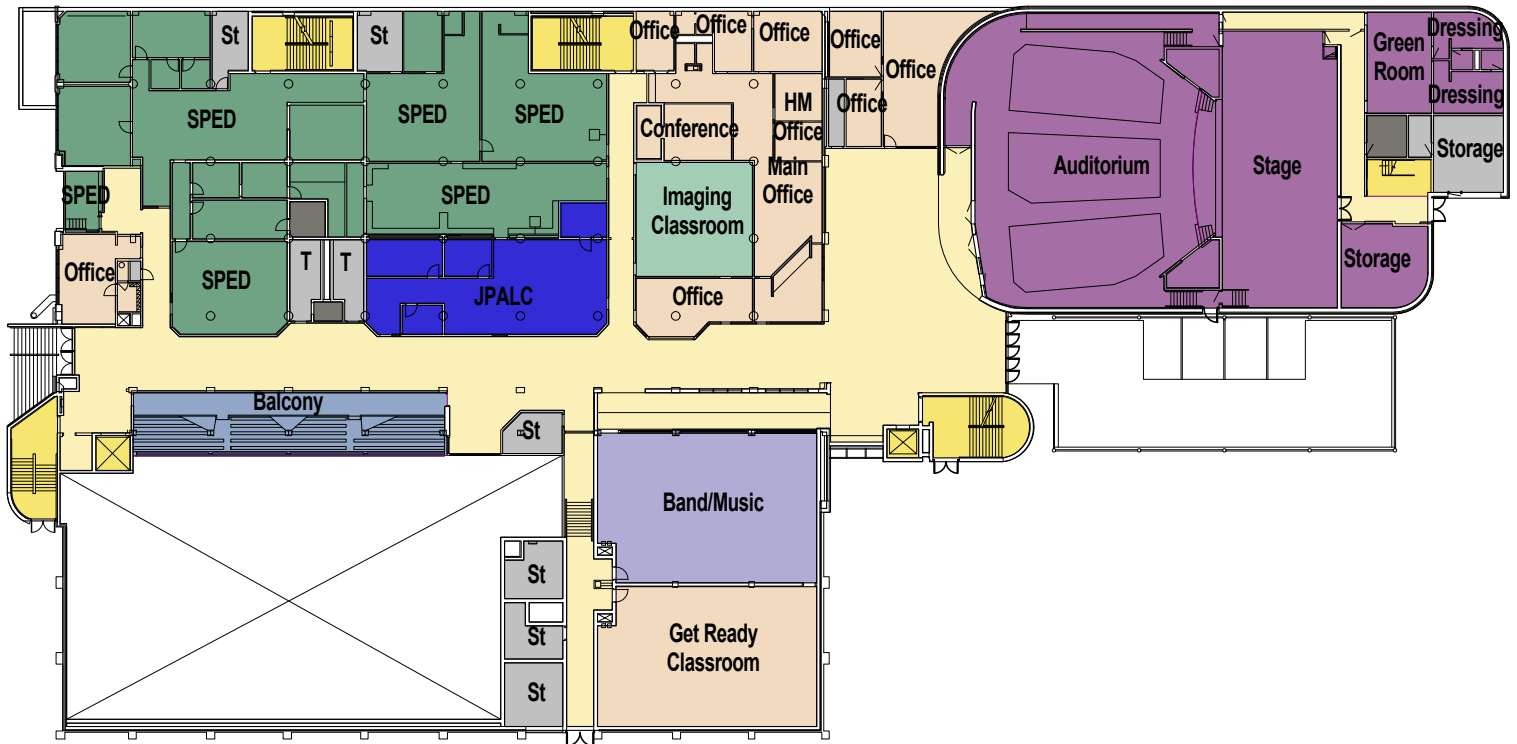 St
St
Office
Office
Office
Office
Office
Green
Room
Dressing
Dressing
SPED
SPED
SPED
HM
Office
Office
Conference
Main
Office
Auditorium
Stage
Storage
SPED
SPED
Imaging
Classroom
Office
SPED
T
T
JPALC
Office
Storage
Balcony
St
Band/Music
St
St
St
Get Ready
Classroom